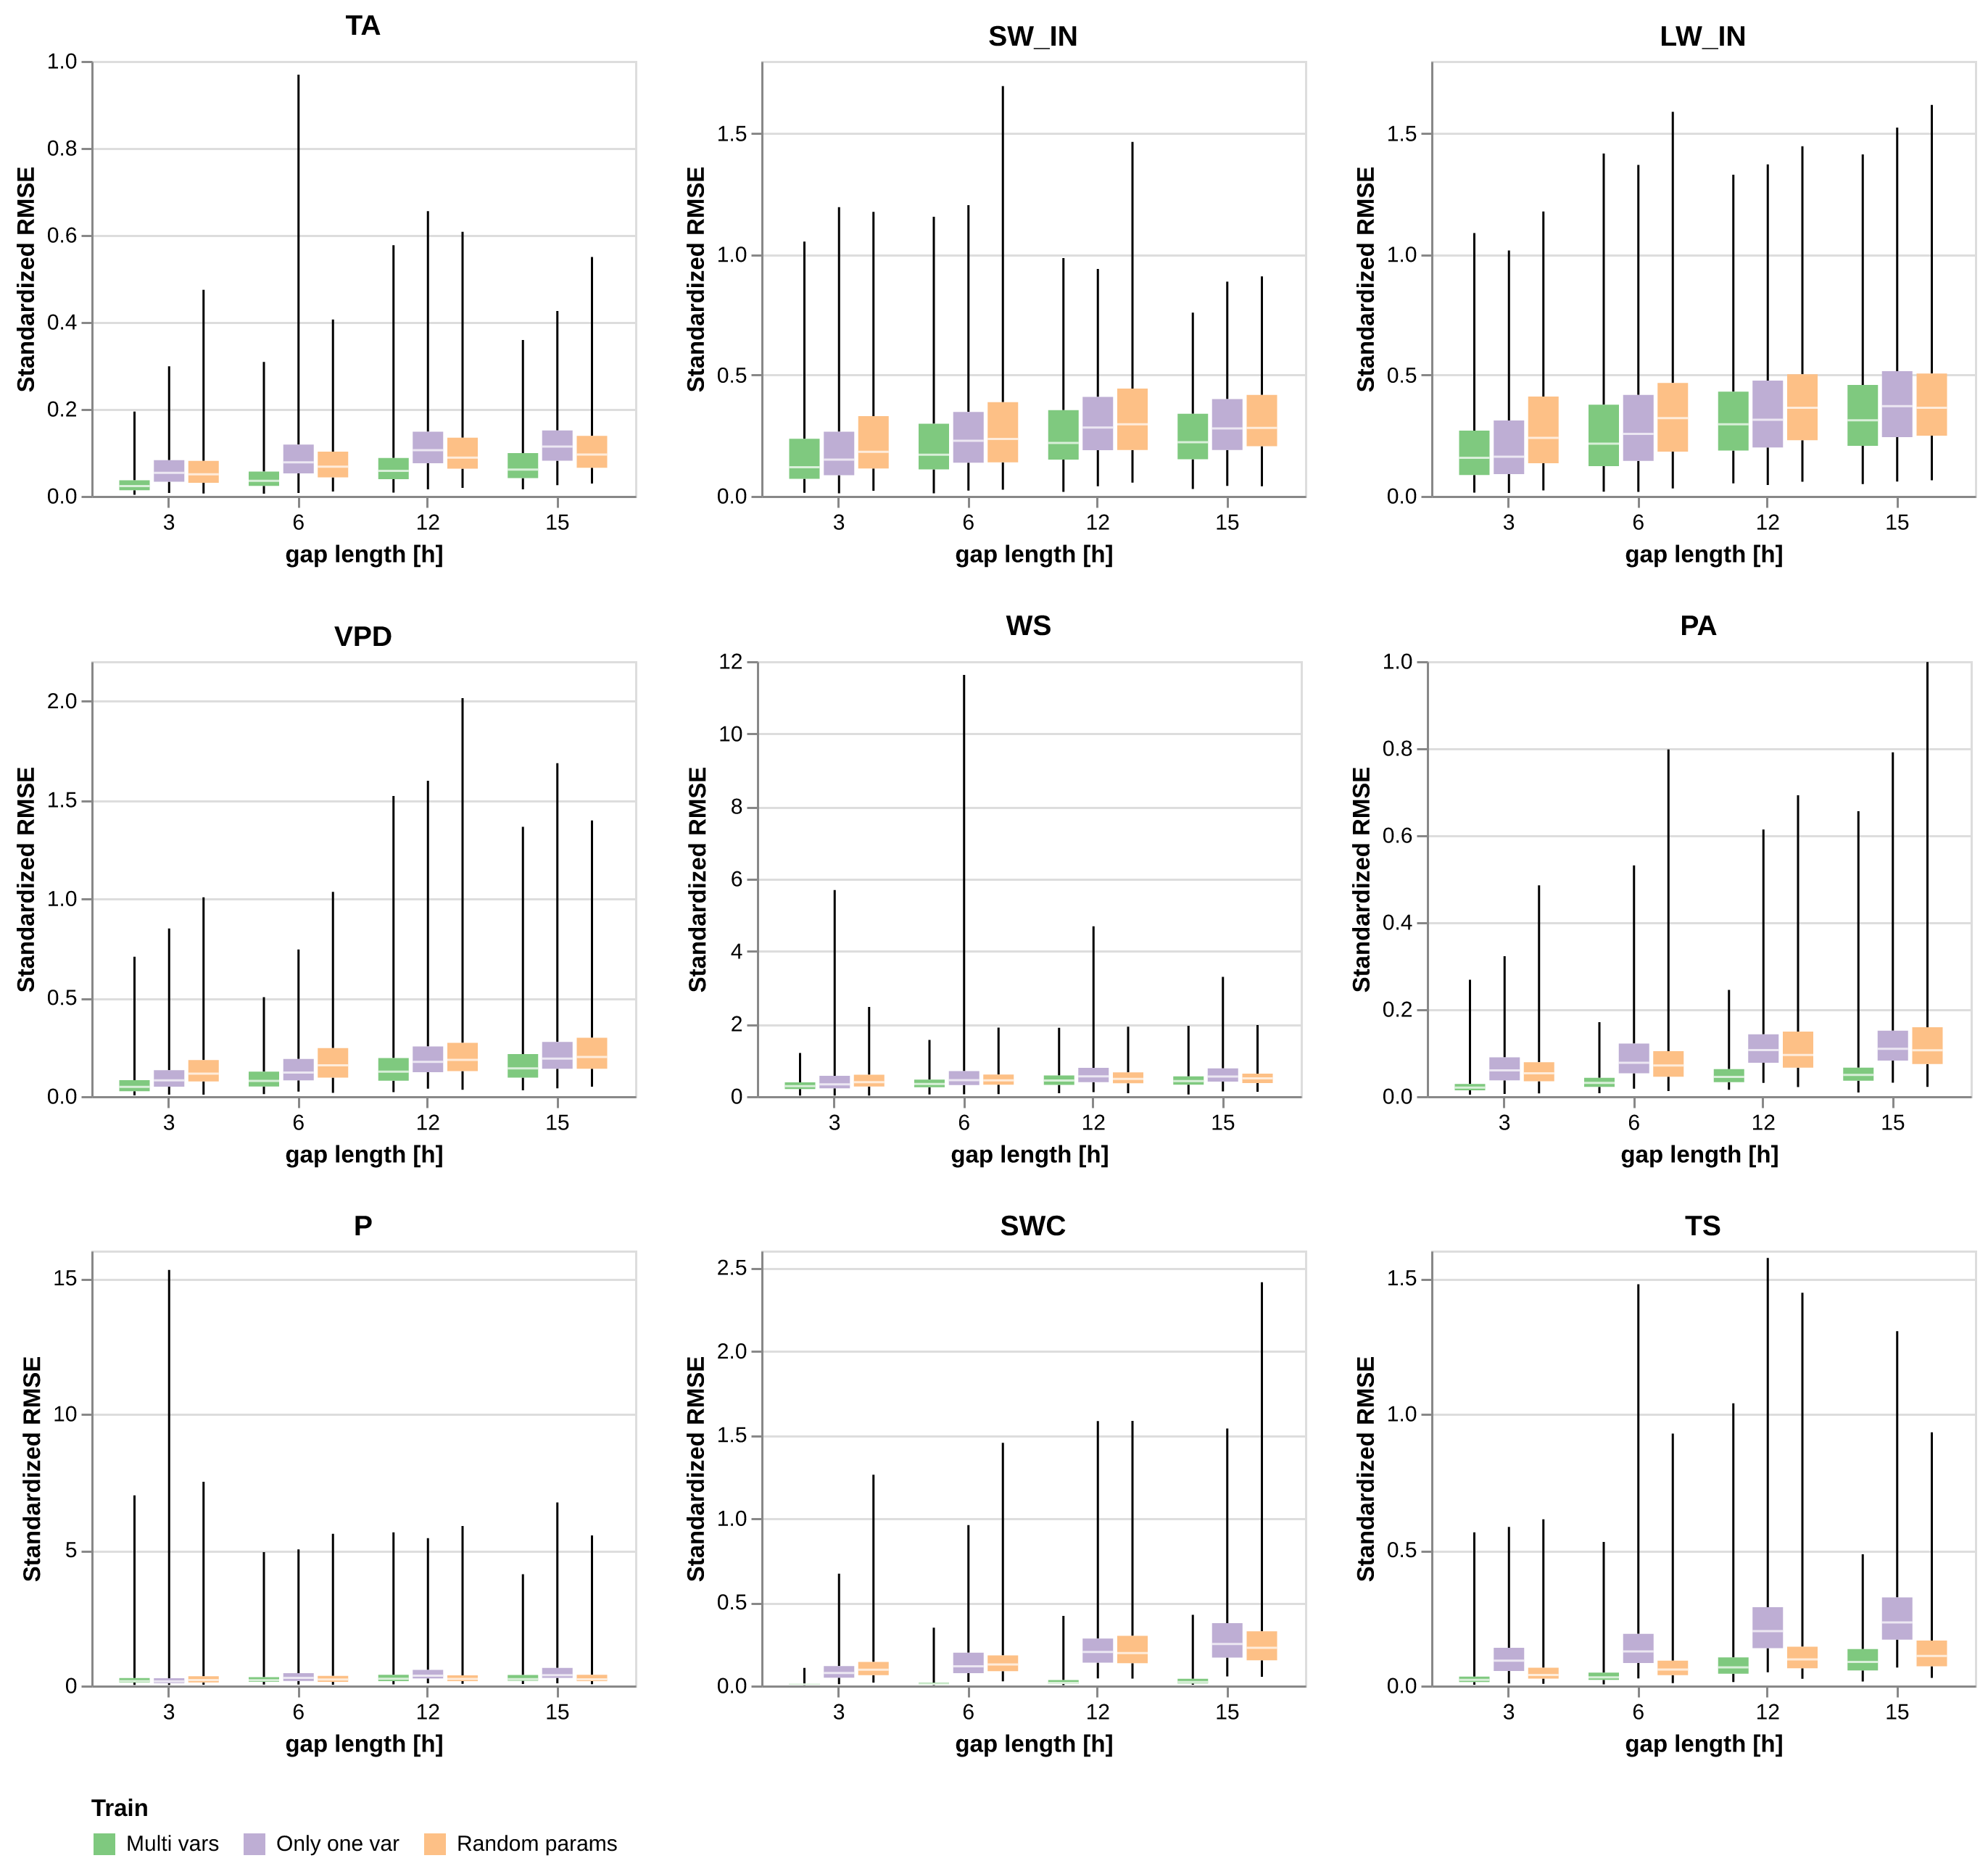 TA
Standardized RMSE
1.0
0.8
0.6
0.4
0.2
0.0
3 6 12 15
gap length [h]
SW_IN
Standardized RMSE
1.5
1.0
0.5
0.0
3 6 12 15
gap length [h]
LW_IN
Standardized RMSE
1.5
1.0
0.5
0.0
3 6 12 15
gap length [h]
VPD
Standardized RMSE
2.0
1.5
1.0
0.5
0.0
3 6 12 15
gap length [h]
WS
Standardized RMSE
12
10
8
6
4
2
0
3 6 12 15
gap length [h]
PA
Standardized RMSE
1.0
0.8
0.6
0.4
0.2
0.0
3 6 12 15
gap length [h]
P
Standardized RMSE
15
10
5
0
3 6 12 15
gap length [h]
SWC
Standardized RMSE
2.5
2.0
1.5
1.0
0.5
0.0
3 6 12 15
gap length [h]
TS
Standardized RMSE
1.5
1.0
0.5
0.0
3 6 12 15
gap length [h]
Train
Multi vars Only one var Random params